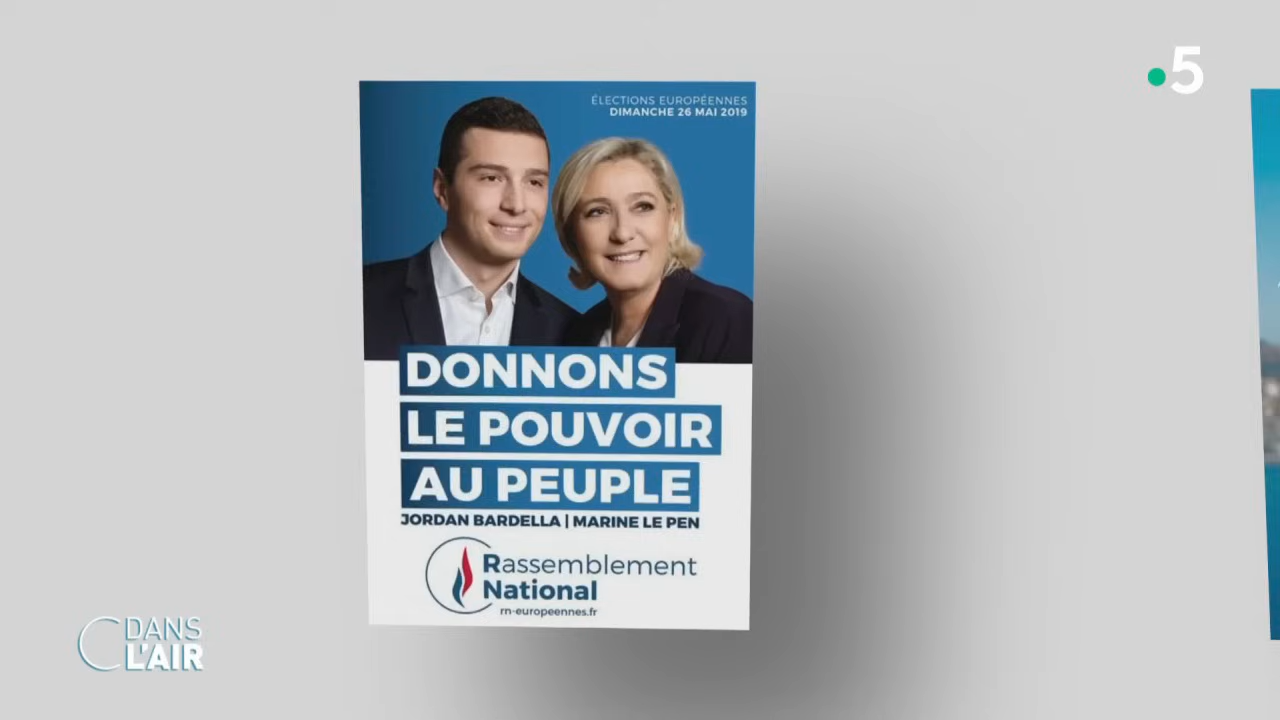 5
ÉLECTIONS EUROPÉENNES
DIMANCHE 26 MAI 2019
DONNONS
LE POUVOIR
AU PEUPLE
JORDAN BARDELLA | MARINE LE PEN
Rassemblement
National
rn-europeennes.fr
C DANS
L'AIR